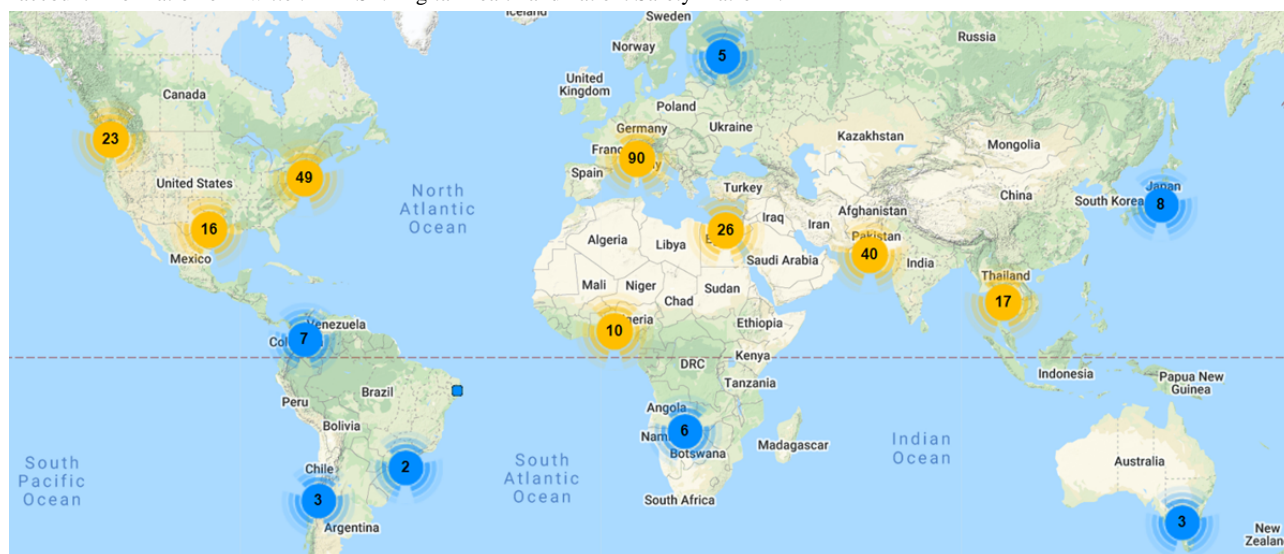 Iceland
Sweden
Norway
Russia
5
United
Kingdom
Canada
Poland
Germany
Ukraine
Kazakhstan
Mongolia
23
90
49
Spain
United States
North
Atlantic
Ocean
Turkey
China
Japan
South Korea
8
Iraq
Iran
Afghanistan
Pakistan
16
26
40
Algeria
Libya
Saudi Arabia
India
Mexico
Mali
Niger
Chad
Sudan
Thailand
17
10
Ethiopia
Venezuela
7
DRC
Kenya
Tanzania
Indonesia
Papua New
Guinea
Brazil
Peru
Angola
Bolivia
6
Madagascar
Botswana
Indian
Ocean
Australia
South
Pacific
Ocean
Chile
2
South
Atlantic
Ocean
3
South Africa
Argentina
3
New